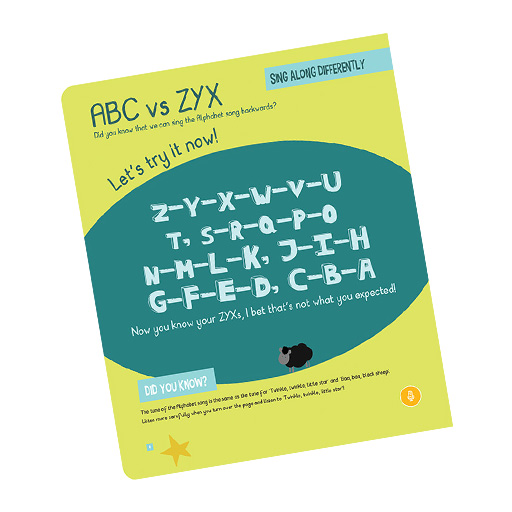 SING ALONG DIFFERENTLY
ABC vs ZYX
Did you know that we can sing the Alphabet song backwards?
Let's try it now!
Z-Y-X-W-V-U
T, S-R-Q-P-O
N-M-L-K, J-I-H
G-F-E-D, C-B-A
Now you know your ZYXs, I bet that's not what you expected!
DID YOU KNOW?
The tune of the Alphabet song is the same as the tune for 'Twinkle, twinkle, little star' and 'Baa, baa, black sheep'.
Listen more carefully when you turn over the page and listen to 'Twinkle, twinkle, little star'!